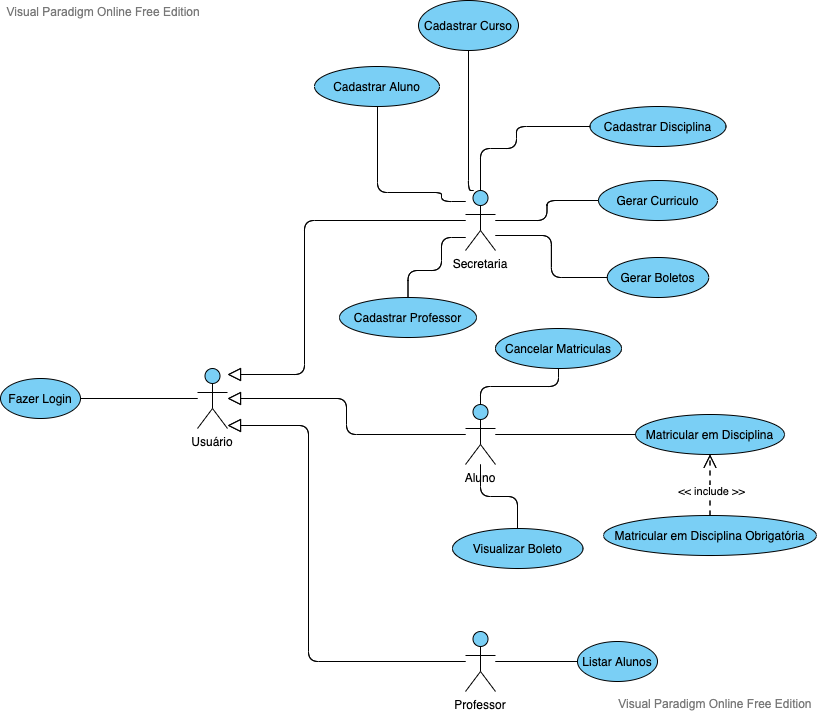 Visual Paradigm Online Free Edition
Cadastrar Curso
Cadastrar Aluno
Cadastrar Disciplina
Gerar Curriculo
Secretaria
Gerar Boletos
Cadastrar Professor
Cancelar Matriculas
Fazer Login
Usuário
Matricular em Disciplina
Aluno
<< include >>
Matricular em Disciplina Obrigatória
Visualizar Boleto
Listar Alunos
Professor
Visual Paradigm Online Free Edition